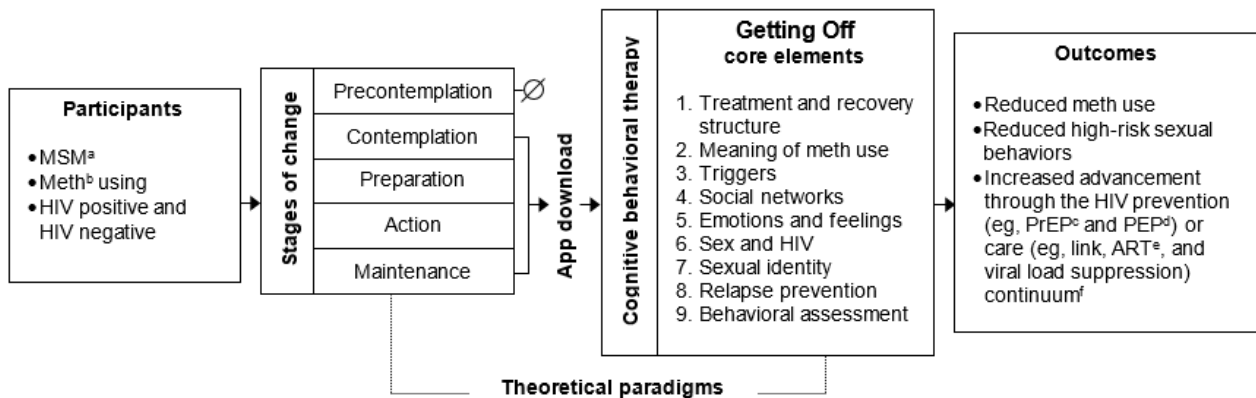 Participants
•MSMᵃ
•Methᵇ using
•HIV positive and
HIV negative
Stages of change
Precontemplation
Contemplation
Preparation
Action
Maintenance
App download
Cognitive behavioral therapy
Getting Off
core elements
1. Treatment and recovery
structure
2. Meaning of meth use
3. Triggers
4. Social networks
5. Emotions and feelings
6. Sex and HIV
7. Sexual identity
8. Relapse prevention
9. Behavioral assessment
Outcomes
•Reduced meth use
•Reduced high-risk sexual
behaviors
•Increased advancement
through the HIV prevention
(eg, PrEPᶜ and PEPᵈ) or
care (eg, link, ARTᵉ, and
viral load suppression)
continuumᶠ
Theoretical paradigms